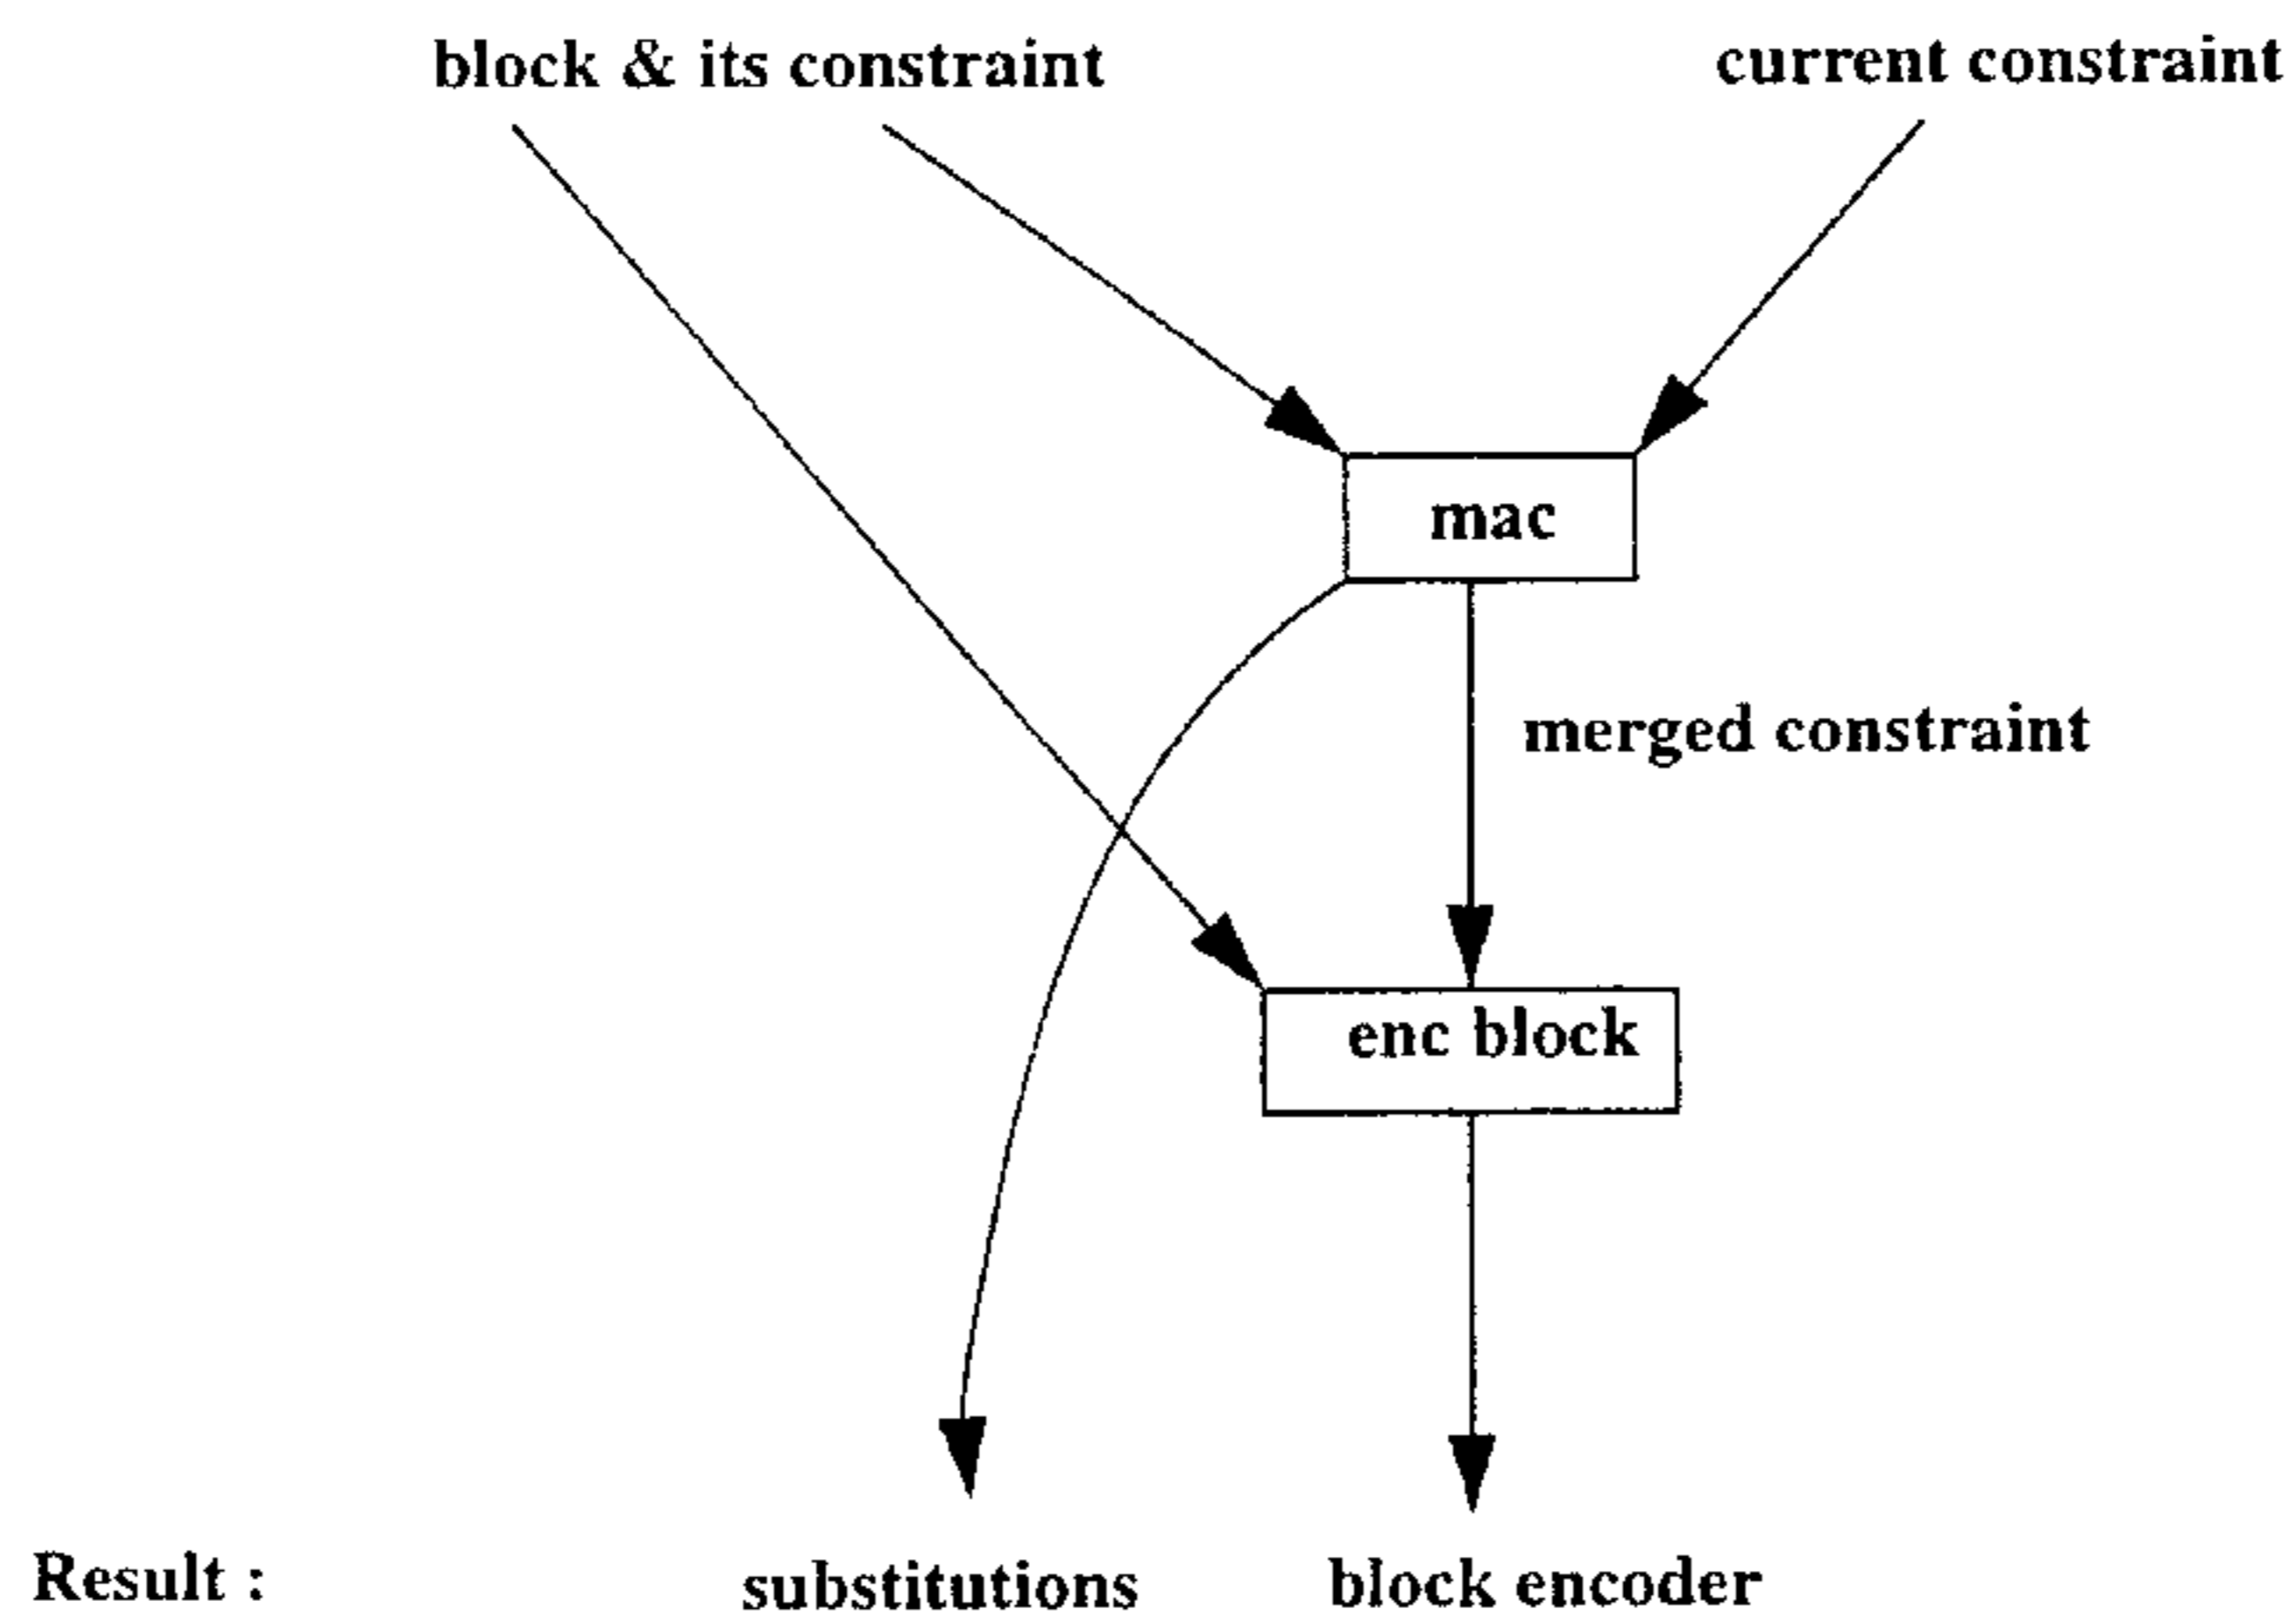 block & its constraint
current constraint
mac
merged constraint
enc block
Result :
substitutions
block encoder